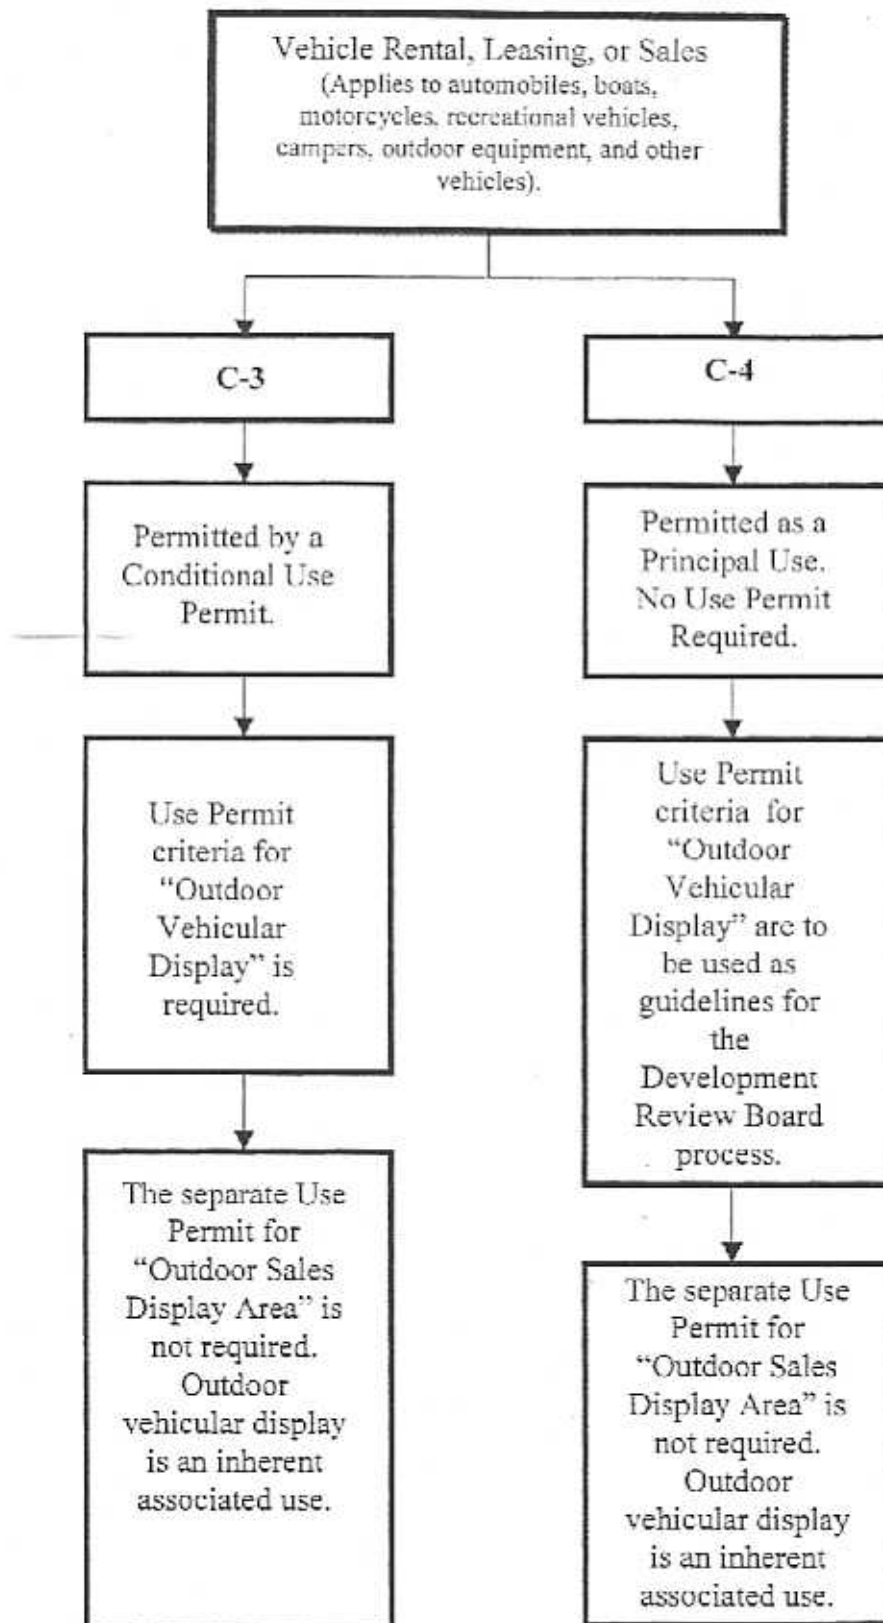 Vehicle Rental, Leasing, or Sales
(Applies to automobiles, boats,
motorcycles, recreational vehicles,
campers, outdoor equipment, and other
vehicles).
C-3
C-4
Permitted by a
Conditional Use
Permit.
Permitted as a
Principal Use.
No Use Permit
Required.
Use Permit
criteria for
“Outdoor
Vehicular
Display” is
required.
Use Permit
criteria for
“Outdoor
Vehicular
Display” are to
be used as
guidelines for
the
Development
Review Board
process.
The separate Use
Permit for
“Outdoor Sales
Display Area” is
not required.
Outdoor
vehicular display
is an inherent
associated use.
The separate Use
Permit for
“Outdoor Sales
Display Area” is
not required.
Outdoor
vehicular display
is an inherent
associated use.